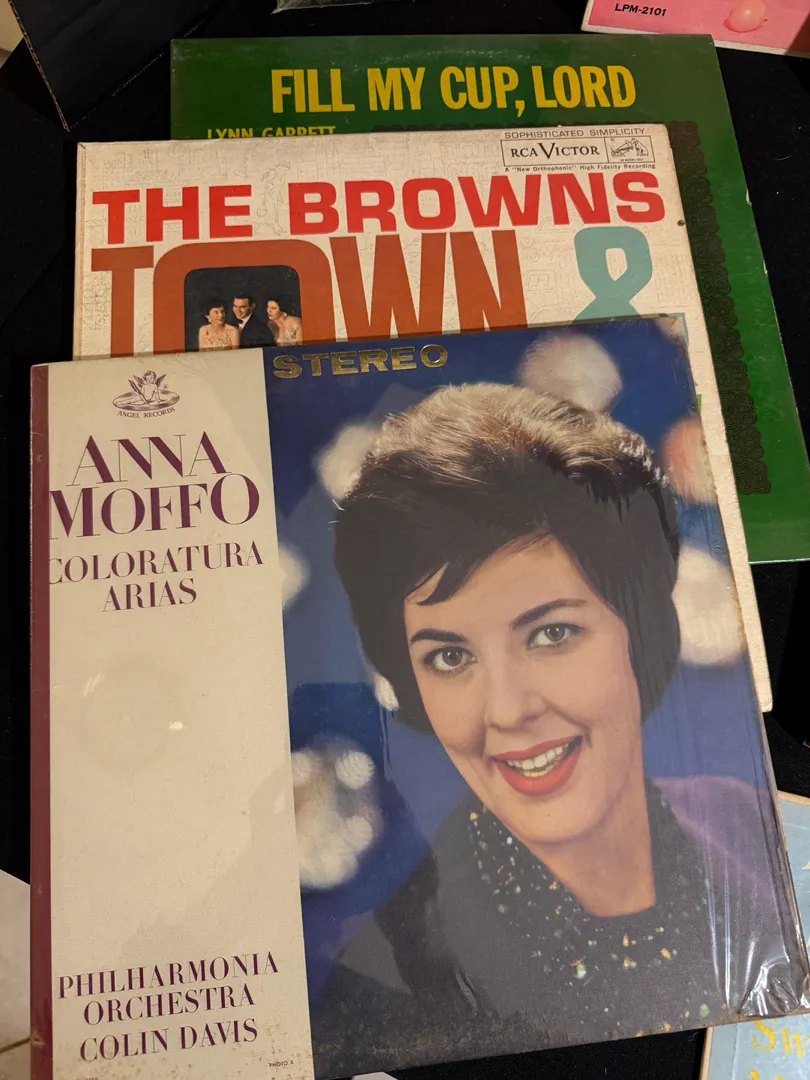 LPM-2101
FILL MY CUP, LORD
LYNN GARRETT
SOPHISTICATED SIMPLICITY
RCA VICTOR
A "New Orthophonic" High Fidelity Recording
THE BROWNS
TOWN &
STEREO
ANGEL RECORDS
ANNA
MOFFO
COLORATURA
ARIAS
PHILHARMONIA
ORCHESTRA
COLIN DAVIS